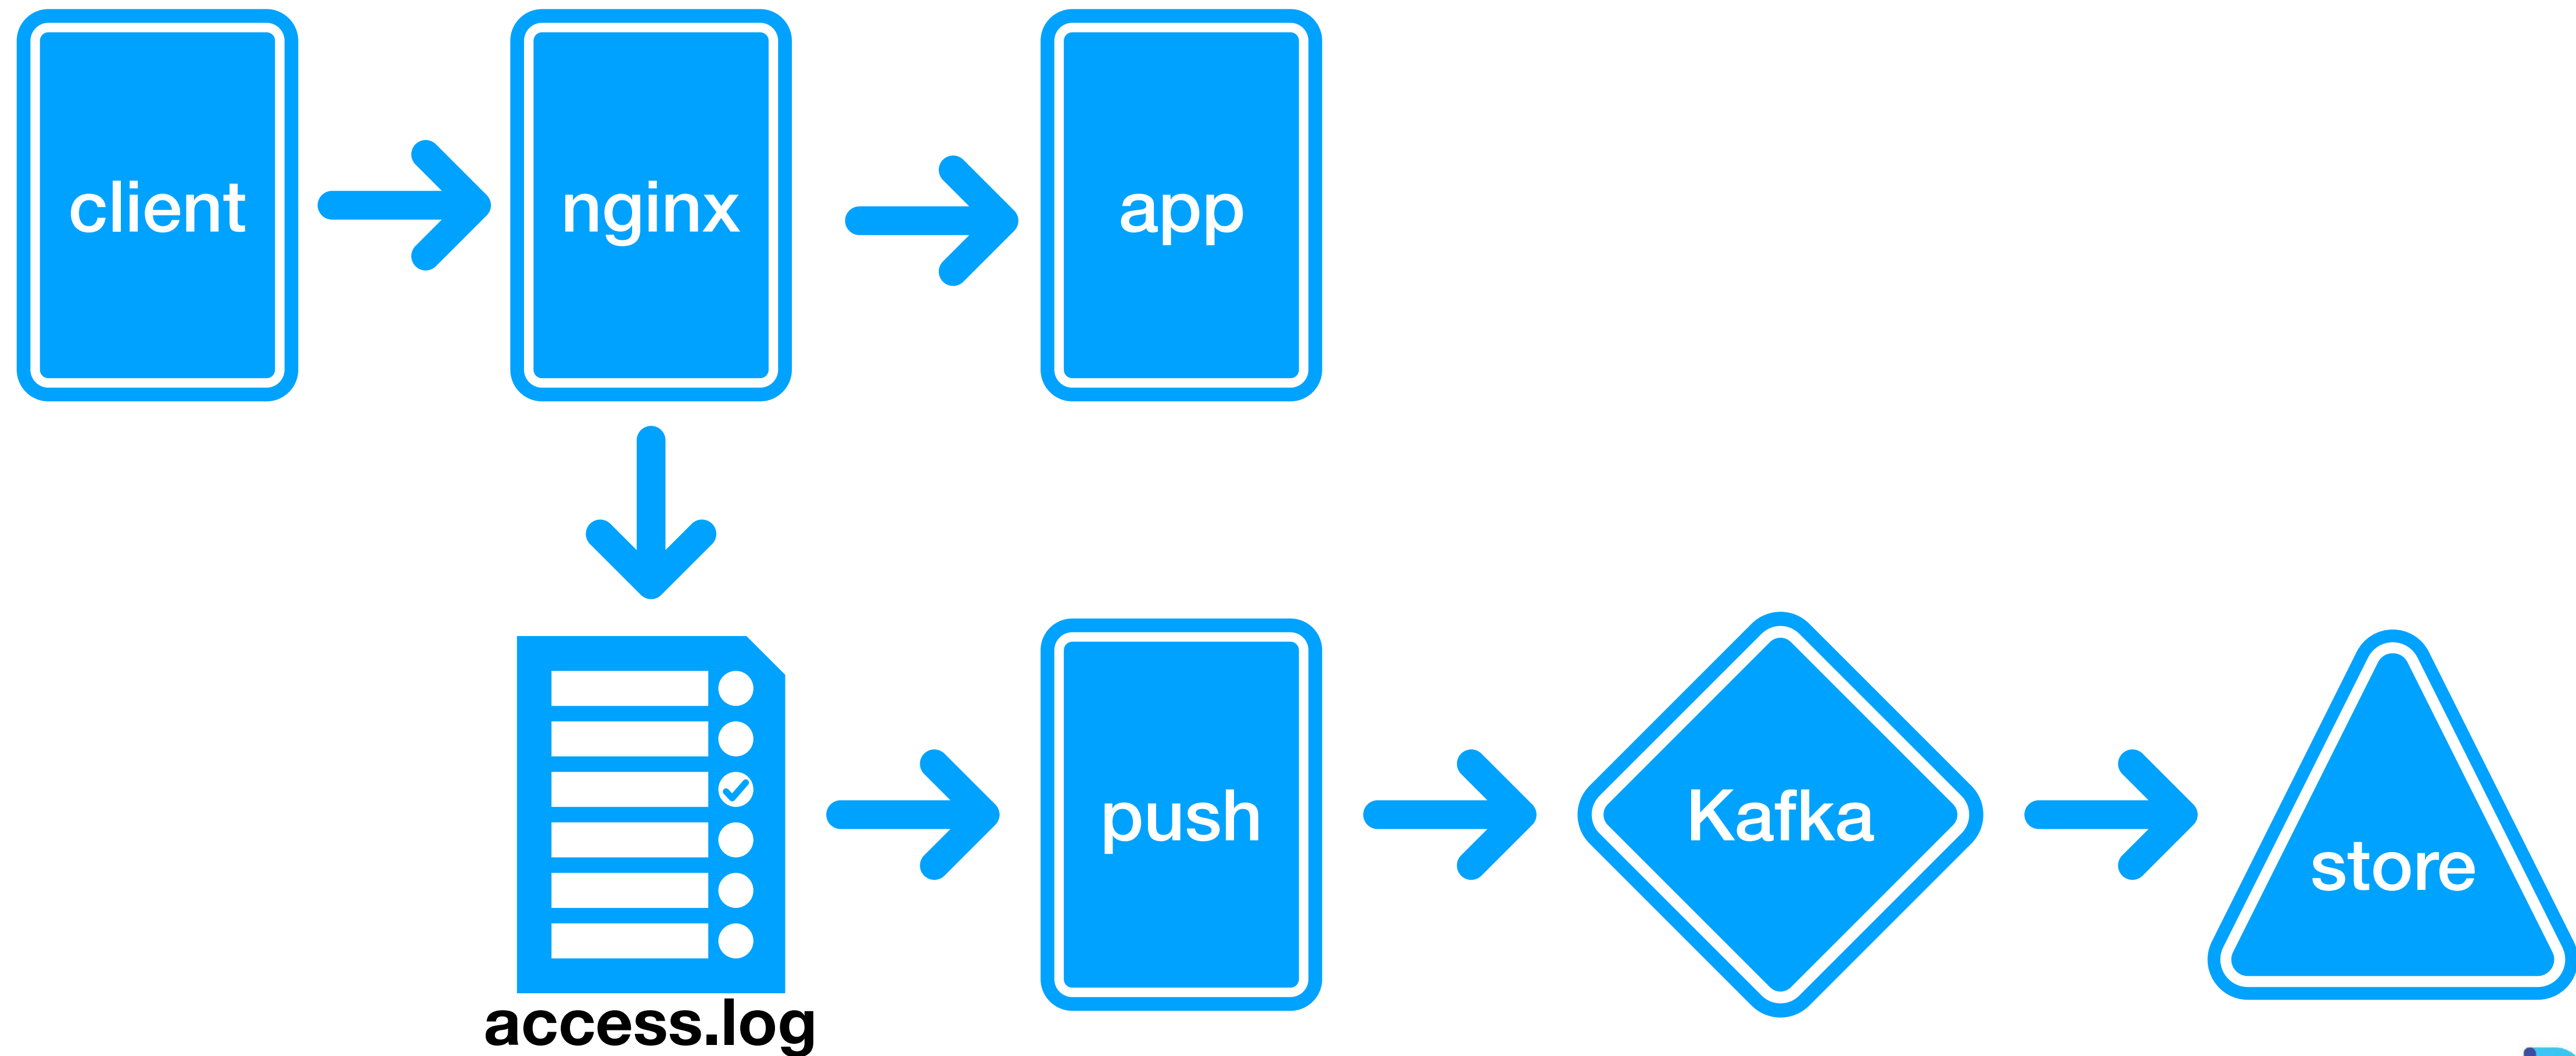 client
nginx
app
access.log
push
Kafka
store